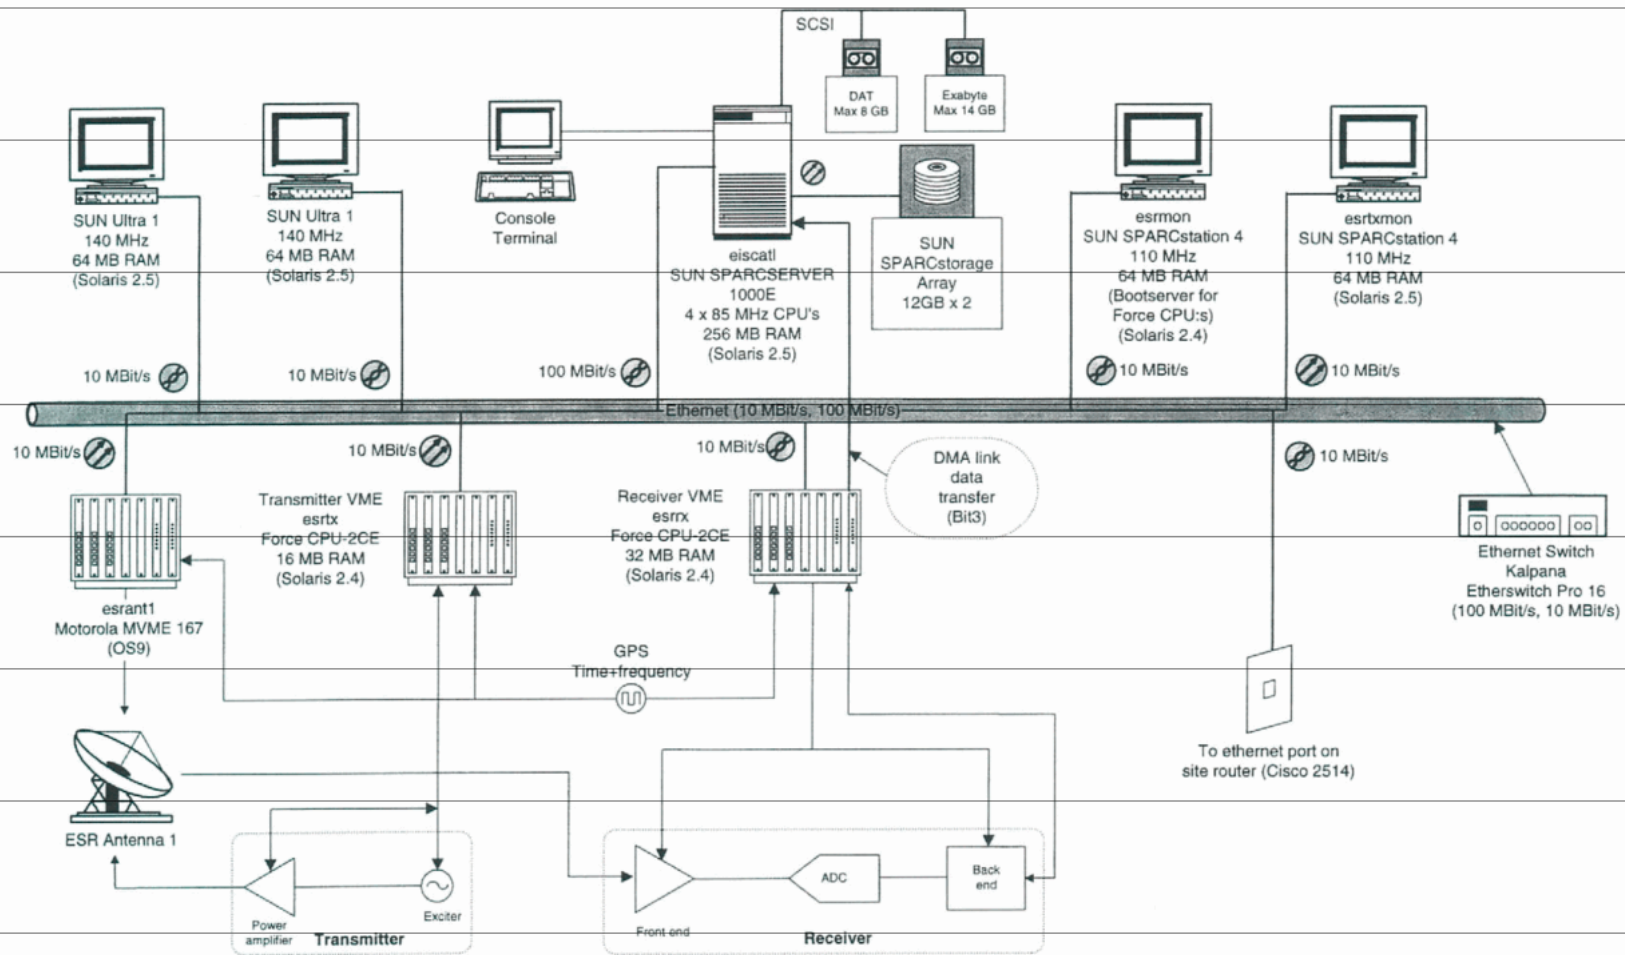 SCSI
DAT
Max 8 GB
Exabyte
Max 14 GB
SUN Ultra 1
140 MHz
64 MB RAM
(Solaris 2.5)
SUN Ultra 1
140 MHz
64 MB RAM
(Solaris 2.5)
Console
Terminal
eiscatl
SUN SPARCSERVER
1000E
4 x 85 MHz CPU's
256 MB RAM
(Solaris 2.5)
SUN
SPARCstorage
Array
12GB x 2
esrmon
SUN SPARCstation 4
110 MHz
64 MB RAM
(Bootserver for
Force CPU:s)
(Solaris 2.4)
esrtxmon
SUN SPARCstation 4
110 MHz
64 MB RAM
(Solaris 2.5)
10 MBit/s
10 MBit/s
100 MBit/s
10 MBit/s
10 MBit/s
Ethernet (10 MBit/s, 100 MBit/s)
10 MBit/s
10 MBit/s
10 MBit/s
10 MBit/s
DMA link
data
transfer
(Bit3)
Transmitter VME
esrtx
Force CPU-2CE
16 MB RAM
(Solaris 2.4)
Receiver VME
esrrx
Force CPU-2CE
32 MB RAM
(Solaris 2.4)
Ethernet Switch
Kalpana
Etherswitch Pro 16
(100 MBit/s, 10 MBit/s)
esrant1
Motorola MVME 167
(OS9)
GPS
Time+frequency
To ethernet port on
site router (Cisco 2514)
ESR Antenna 1
Power
amplifier
Exciter
Transmitter
Front end
ADC
Back
end
Receiver